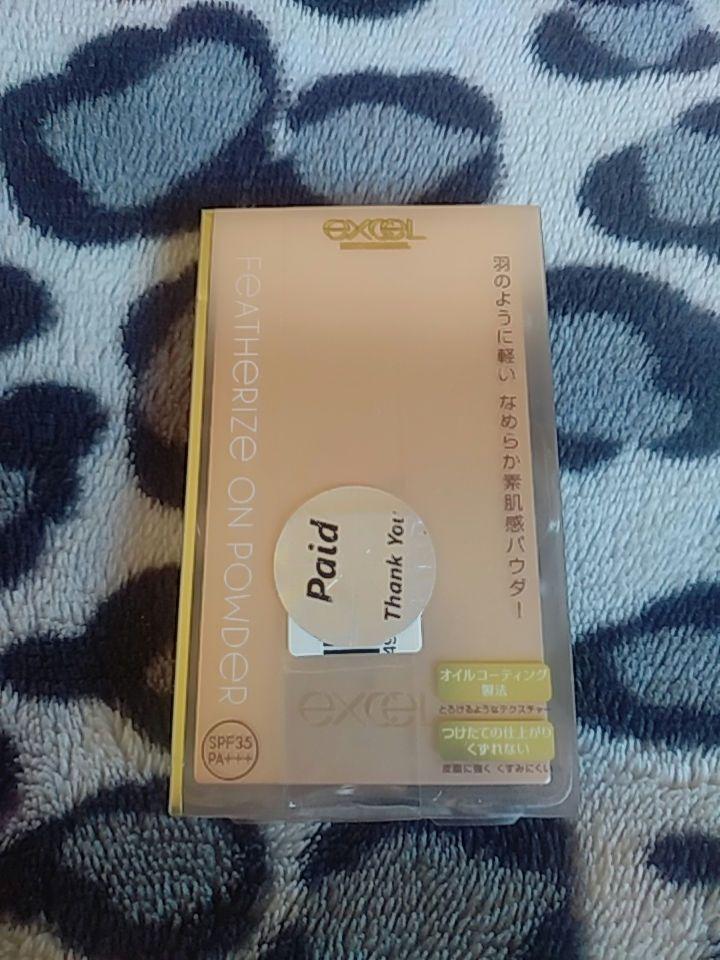 excel
FEATHERIZE ON POWDER
羽のように軽い なめらか素肌感パウダー
Paid
Thank You
49
excel
オイルコーティング
製法
とろけるようなテクスチャー
つけたての仕上がり
くずれない
皮脂に強く くすみにくい
SPF35
PA+++